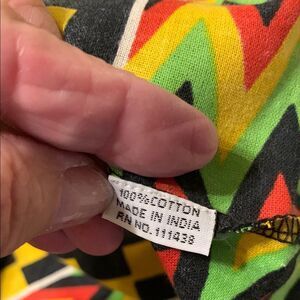 100% COTTON
MADE IN INDIA
RN NO. 111438